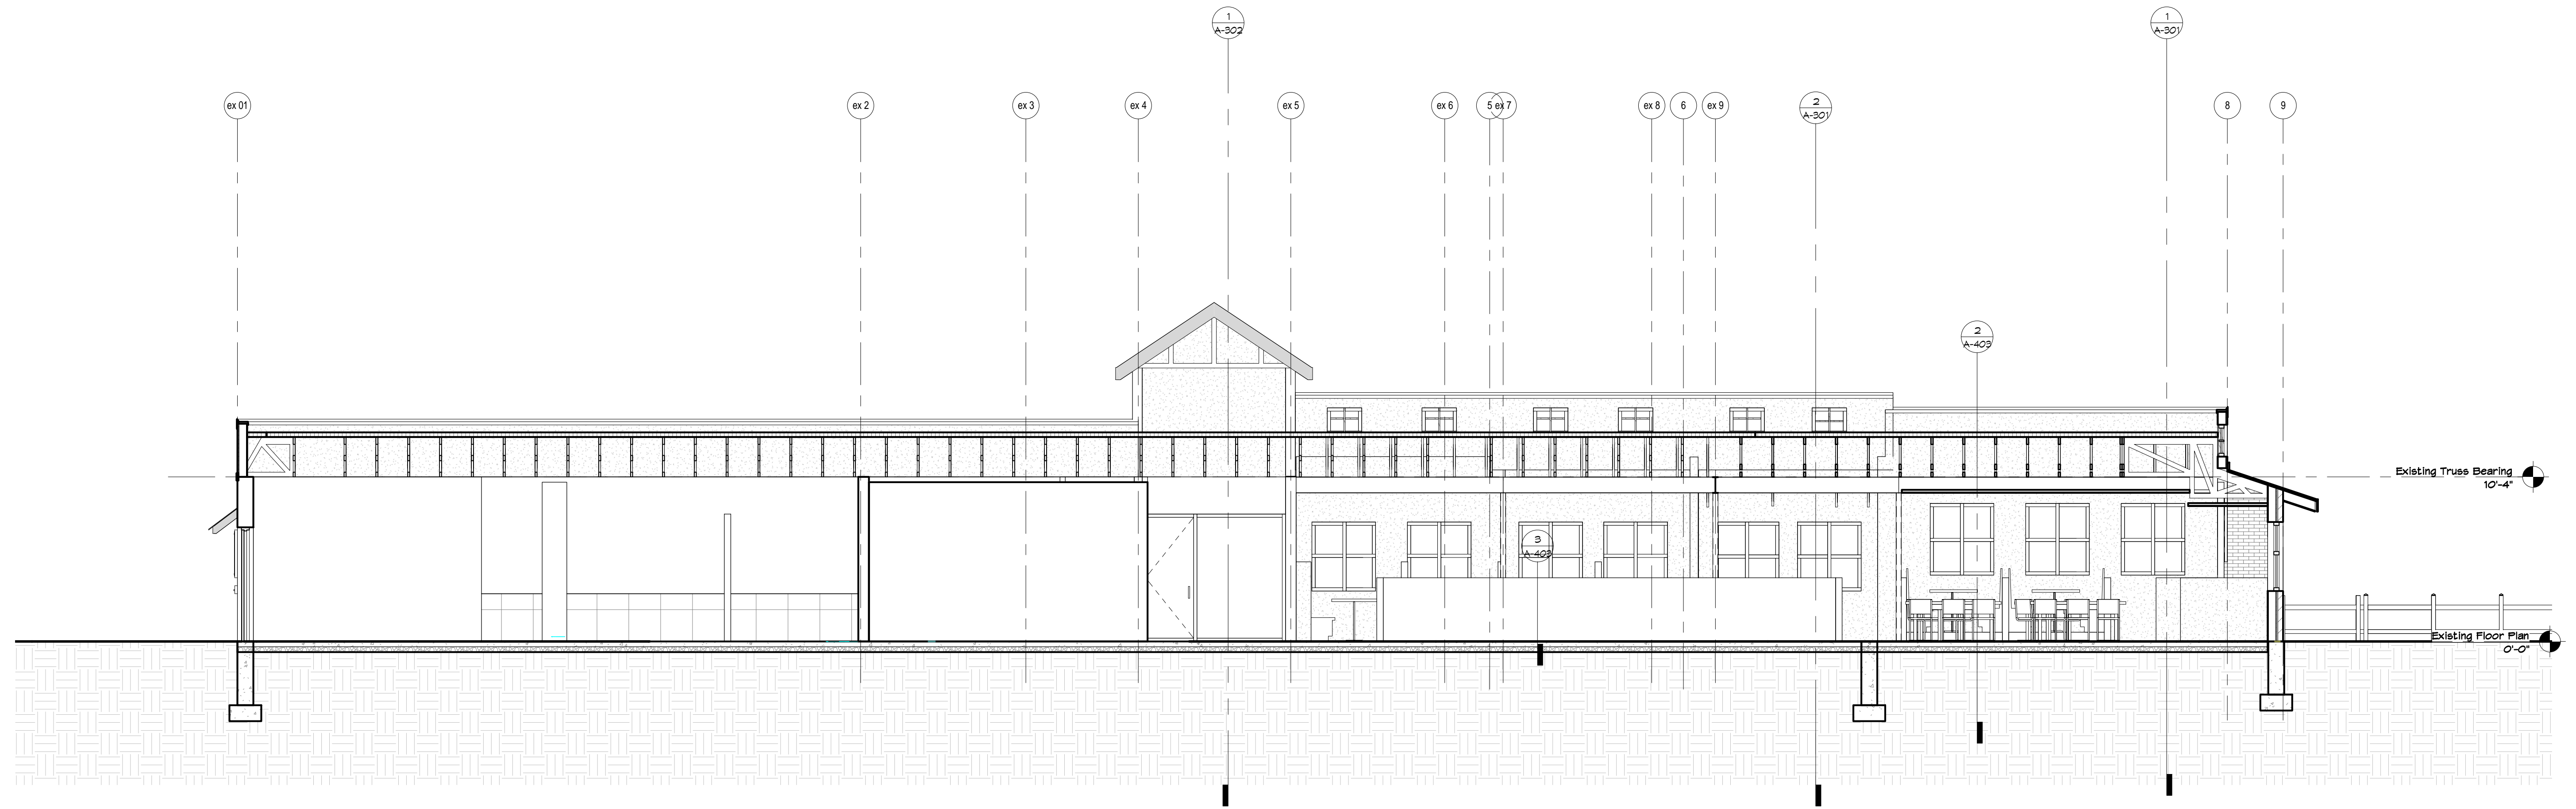 1
A-302
1
A-301
ex 01
ex 2
ex 3
ex 4
ex 5
ex 6
5
ex 7
ex 8
6
ex 9
2
A-301
8
9
2
A-403
Existing Truss Bearing
10'-4"
3
A-403
Existing Floor Plan
0'-0"